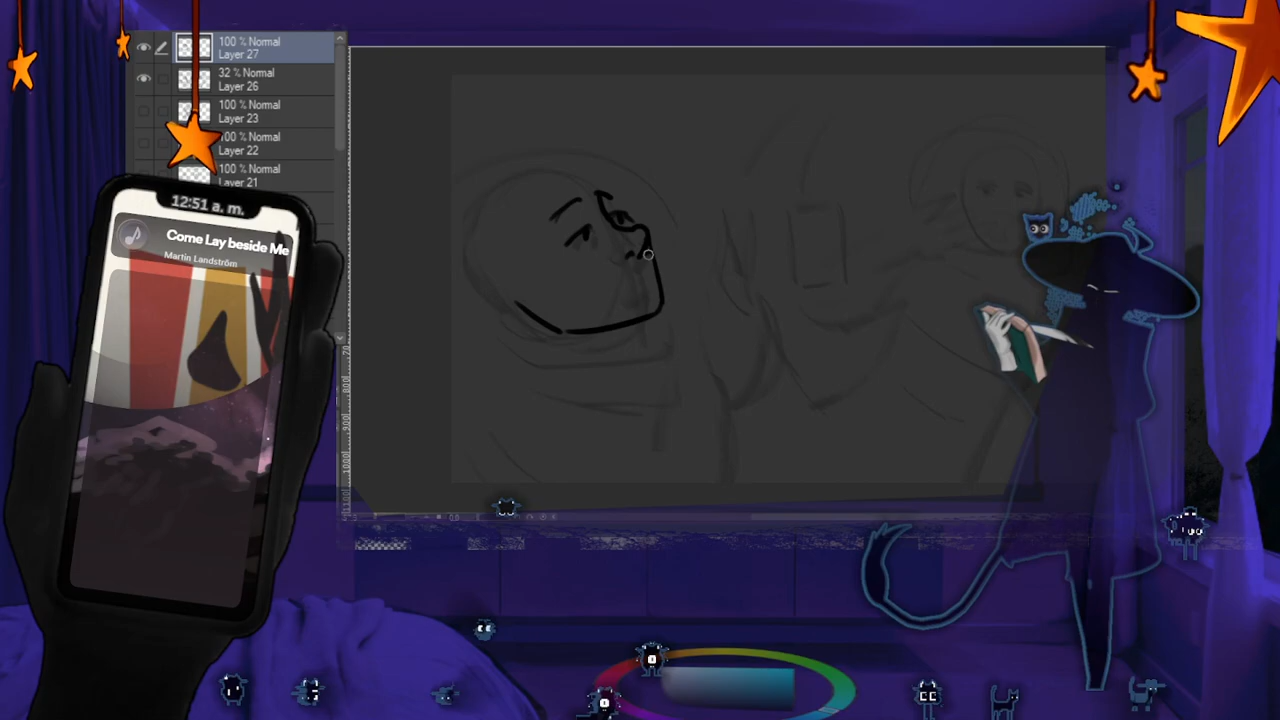 100 % Normal
Layer 27
32 % Normal
Layer 26
100 % Normal
Layer 23
100 % Normal
Layer 22
100 % Normal
Layer 21
12:51 a. m.
Come Lay beside Me
Martin Landström